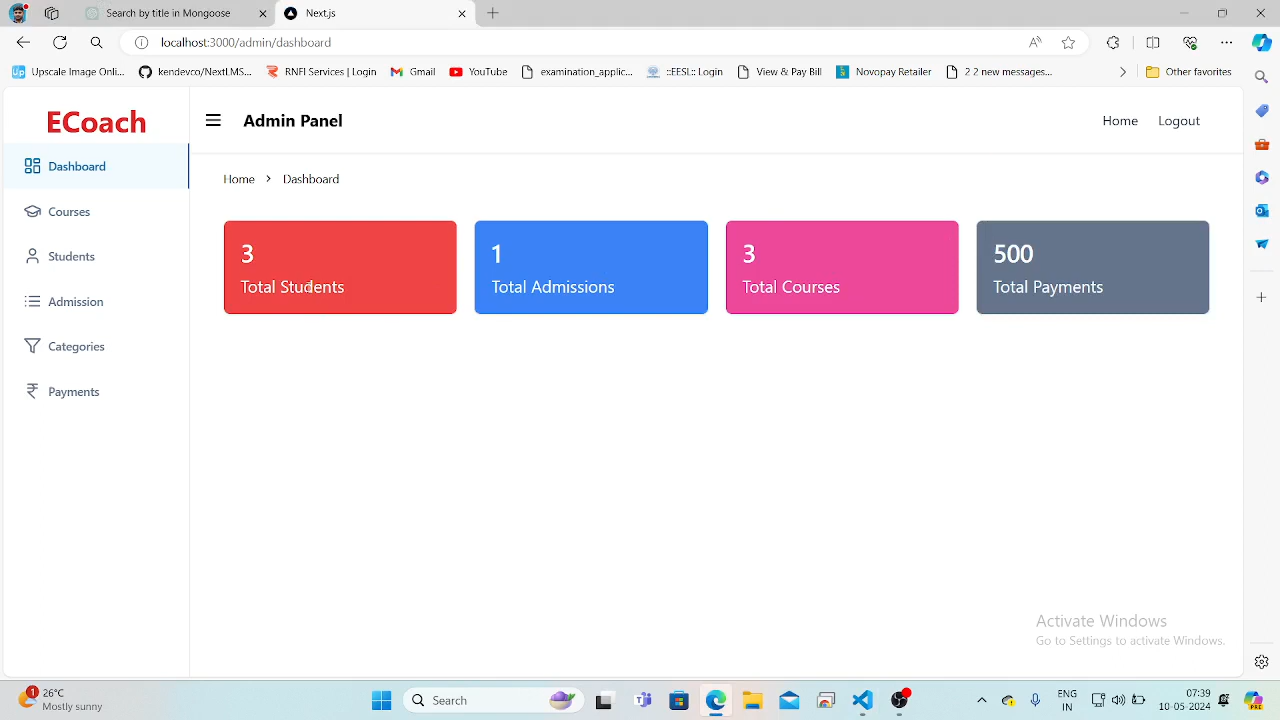 Search by title in Mongoose
Next.js
localhost:3000/admin/dashboard
Upscale Image Onli...
kendevco/NextLMS...
RNFI Services | Login
Gmail
YouTube
examination_applic...
::EESL:: Login
View & Pay Bill
Novopay Retailer
2 2 new messages...
Other favorites
ECoach
Admin Panel
Home
Logout
Dashboard
Courses
Students
Admission
Categories
Payments
Home > Dashboard
3
Total Students
1
Total Admissions
3
Total Courses
500
Total Payments
Activate Windows
Go to Settings to activate Windows.
1
26°C
Mostly sunny
Search
ENG
IN
07:39
10-05-2024
PRE